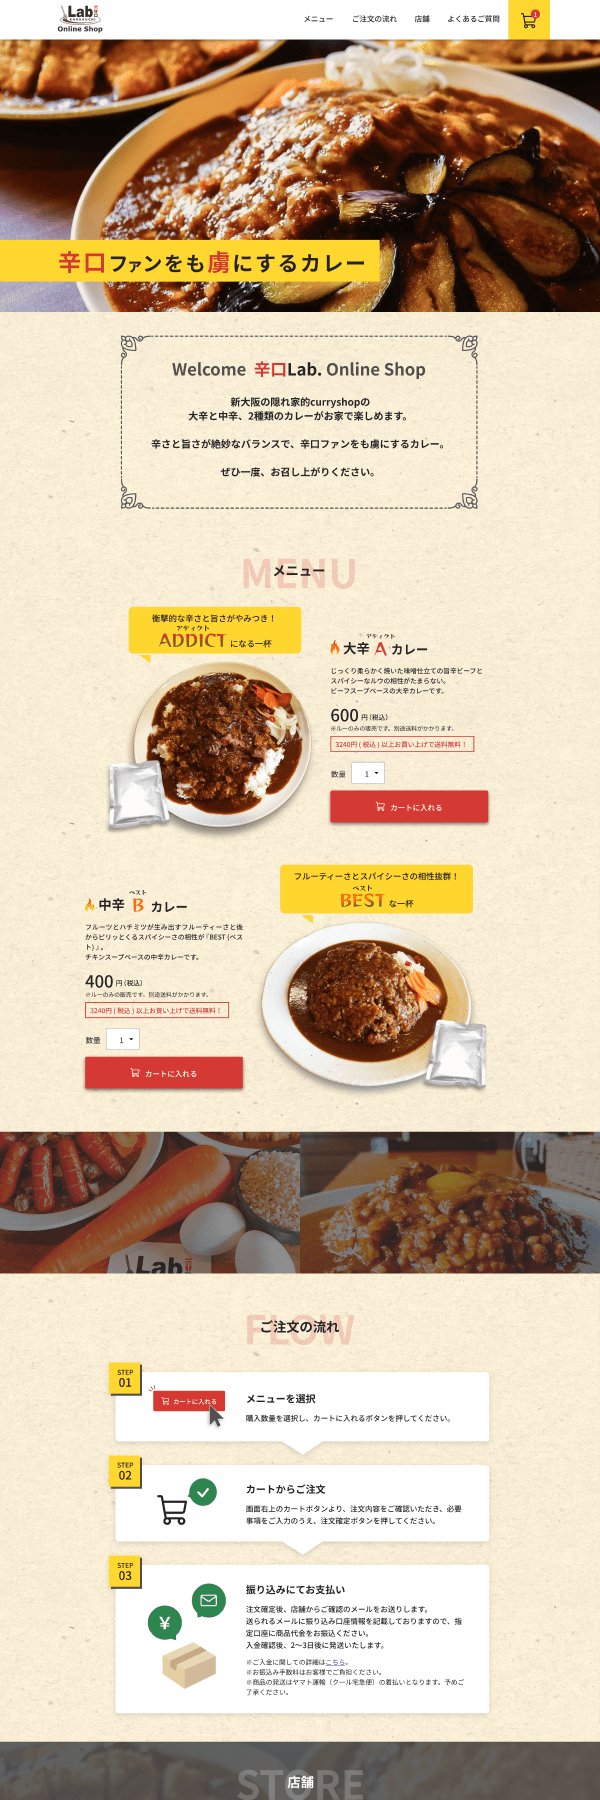 Lab.
KARAKUCHI
Online Shop
メニュー
ご注文の流れ
店舗
よくあるご質問
1
辛口ファンをも虜にするカレー
Welcome 辛口Lab. Online Shop
新大阪の隠れ家的curryshopの
大辛と中辛、2種類のカレーがお家で楽しめます。
辛さと旨さが絶妙なバランスで、辛口ファンをも虜にするカレー。
ぜひ一度、お召し上がりください。
MENU
メニュー
衝撃的な辛さと旨さがやみつき！
アディクト
ADDICT になる一杯
アディクト
大辛 A カレー
じっくり柔らかく焼いた味噌仕立ての旨辛ビーフと
スパイシーなルウの相性がたまらない。
ビーフスープベースの大辛カレーです。
600 円 (税込)
※ルーのみの販売です。別途送料がかかります。
3240円 ( 税込 ) 以上お買い上げで送料無料！
数量 1
カートに入れる
フルーティーさとスパイシーさの相性抜群！
ベスト
BEST な一杯
ベスト
中辛 B カレー
フルーツとハチミツが生み出すフルーティーさと後
からピリッとくるスパイシーさの相性が『BEST (ベス
ト) 』。
チキンスープベースの中辛カレーです。
400 円 (税込)
※ルーのみの販売です。別途送料がかかります。
3240円 ( 税込 ) 以上お買い上げで送料無料！
数量 1
カートに入れる
Lab
FLOW
ご注文の流れ
STEP
01
カートに入れる
メニューを選択
購入数量を選択し、カートに入れるボタンを押してください。
STEP
02
カートからご注文
画面右上のカートボタンより、注文内容をご確認いただき、必要
事項をご入力のうえ、注文確定ボタンを押してください。
STEP
03
¥
振り込みにてお支払い
注文確定後、店舗からご確認のメールをお送りします。
送られるメールに振り込み口座情報を記載しておりますので、指
定口座に商品代金をお振込ください。
入金確認後、2〜3日後に発送いたします。
※ご入金に関しての詳細はこちら。
※お振込み手数料はお客様でご負担ください。
※商品の発送はヤマト運輸（クール宅急便）の着払いとなります。予めご
了承ください。
STORE
店舗